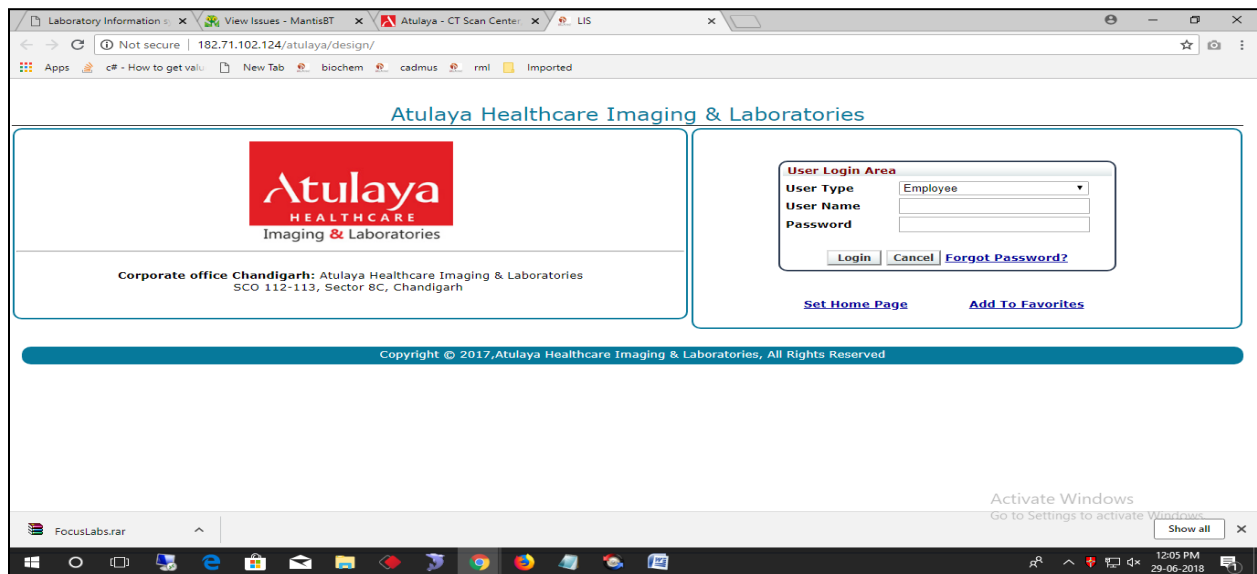 Laboratory Information s
View Issues - MantisBT
Atulaya - CT Scan Center,
LIS
Not secure | 182.71.102.124/atulaya/design/
Apps c# - How to get valu New Tab biochem cadmus rml Imported
Atulaya Healthcare Imaging & Laboratories
Atulaya
HEALTHCARE
Imaging & Laboratories
Corporate office Chandigarh: Atulaya Healthcare Imaging & Laboratories
SCO 112-113, Sector 8C, Chandigarh
User Login Area
User Type Employee
User Name
Password
Login Cancel Forgot Password?
Set Home Page Add To Favorites
Copyright © 2017,Atulaya Healthcare Imaging & Laboratories, All Rights Reserved
Activate Windows
Go to Settings to activate Windows.
FocusLabs.rar
Show all
12:05 PM
29-06-2018